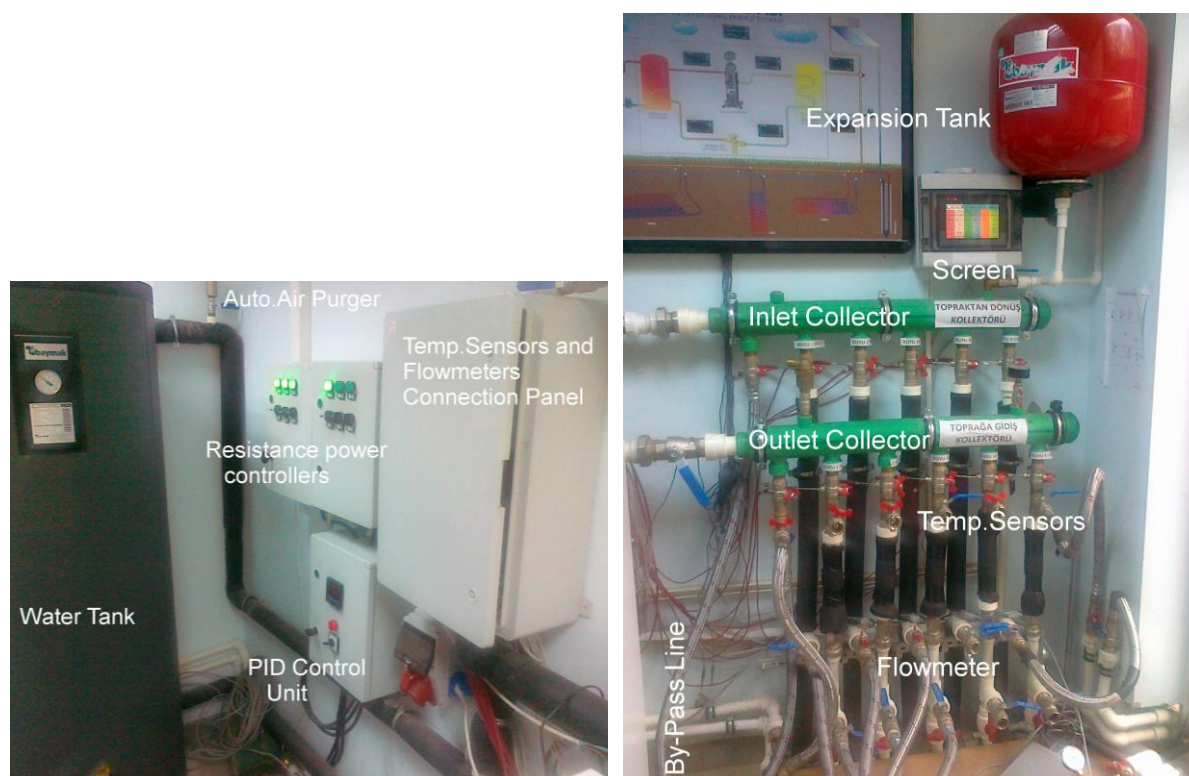 Auto.Air Purger
baymak
Temp.Sensors and
Flowmeters
Connection Panel
Resistance power
controllers
Water Tank
PID Control
Unit
baymak
Expansion Tank
Screen
Inlet Collector
TOPRAKTAN DÖNÜŞ
KOLLEKTÖRÜ
Outlet Collector
TOPRAĞA GİDİŞ
KOLLEKTÖRÜ
Temp.Sensors
Flowmeter
By-Pass Line